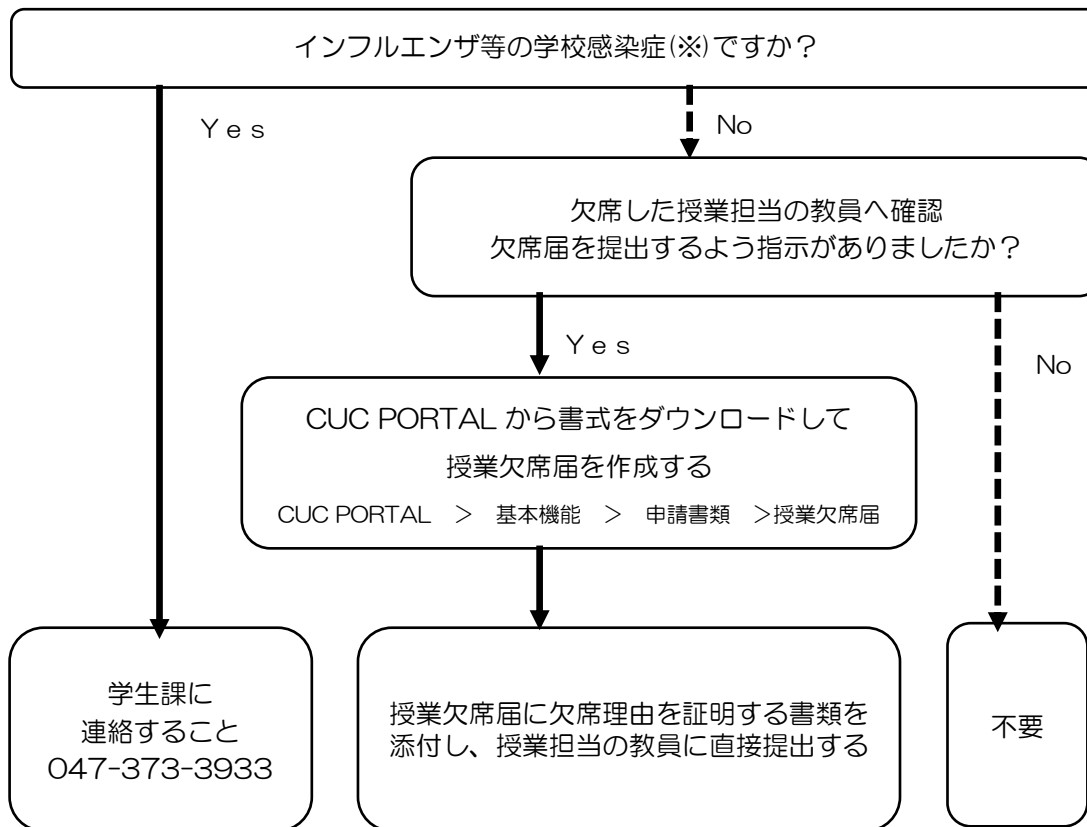 インフルエンザ等の学校感染症(※)ですか？
Ｙｅｓ
No
欠席した授業担当の教員へ確認
欠席届を提出するよう指示がありましたか？
Ｙｅｓ
No
CUC PORTAL から書式をダウンロードして
授業欠席届を作成する
CUC PORTAL ＞ 基本機能 ＞ 申請書類 ＞授業欠席届
学生課に
連絡すること
047-373-3933
授業欠席届に欠席理由を証明する書類を
添付し、授業担当の教員に直接提出する
不要